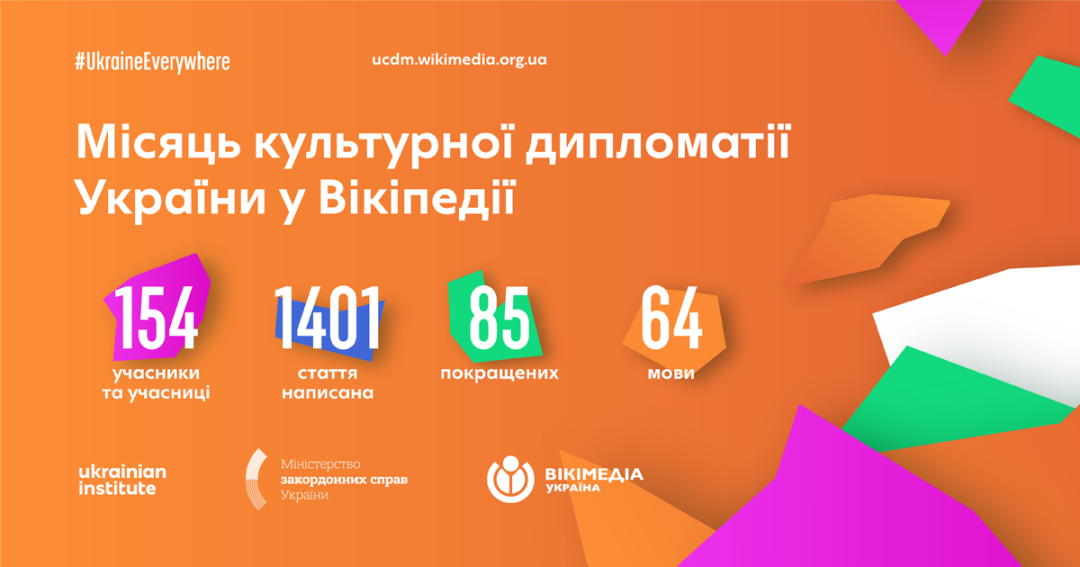 #UkraineEverywhere
ucdm.wikimedia.org.ua
Місяць культурної дипломатії
України у Вікіпедії
154
учасники
та учасниці
1401
стаття
написана
85
покращених
64
мови
ukrainian
institute
Міністерство
закордонних справ
України
ВІКІМЕДІА
УКРАЇНА